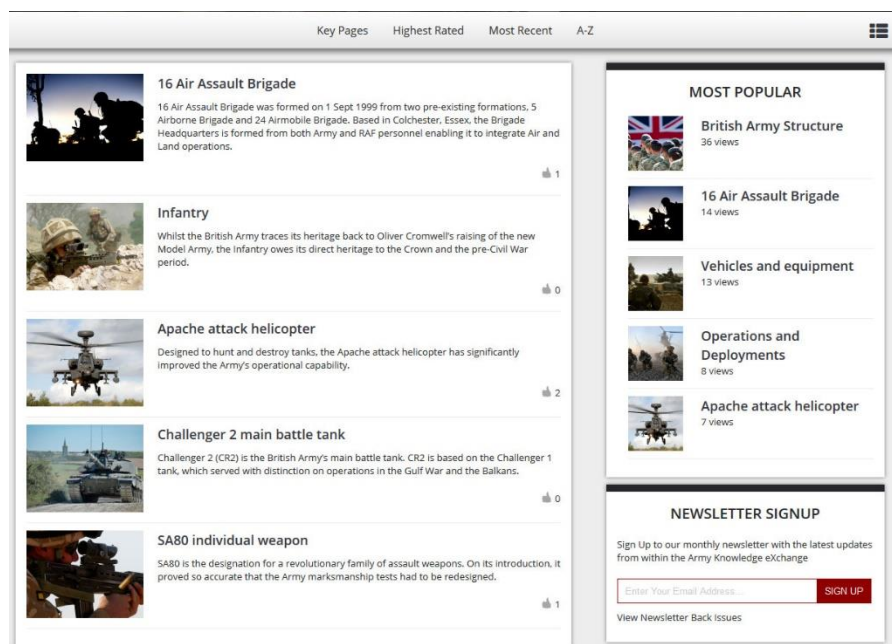 Key Pages Highest Rated Most Recent A-Z
16 Air Assault Brigade
16 Air Assault Brigade was formed on 1 Sept 1999 from two pre-existing formations, 5
Airborne Brigade and 24 Airmobile Brigade. Based in Colchester, Essex, the Brigade
Headquarters is formed from both Army and RAF personnel enabling it to integrate Air and
Land operations.
1
Infantry
Whilst the British Army traces its heritage back to Oliver Cromwell's raising of the new
Model Army, the Infantry owes its direct heritage to the Crown and the pre-Civil War
period.
0
Apache attack helicopter
Designed to hunt and destroy tanks, the Apache attack helicopter has significantly
improved the Army's operational capability.
2
Challenger 2 main battle tank
Challenger 2 (CR2) is the British Army's main battle tank. CR2 is based on the Challenger 1
tank, which served with distinction on operations in the Gulf War and the Balkans.
0
SA80 individual weapon
SA80 is the designation for a revolutionary family of assault weapons. On its introduction, it
proved so accurate that the Army marksmanship tests had to be redesigned.
1
MOST POPULAR
British Army Structure
36 views
16 Air Assault Brigade
14 views
Vehicles and equipment
13 views
Operations and
Deployments
8 views
Apache attack helicopter
7 views
NEWSLETTER SIGNUP
Sign Up to our monthly newsletter with the latest updates
from within the Army Knowledge eXchange
Enter Your Email Address... SIGN UP
View Newsletter Back Issues